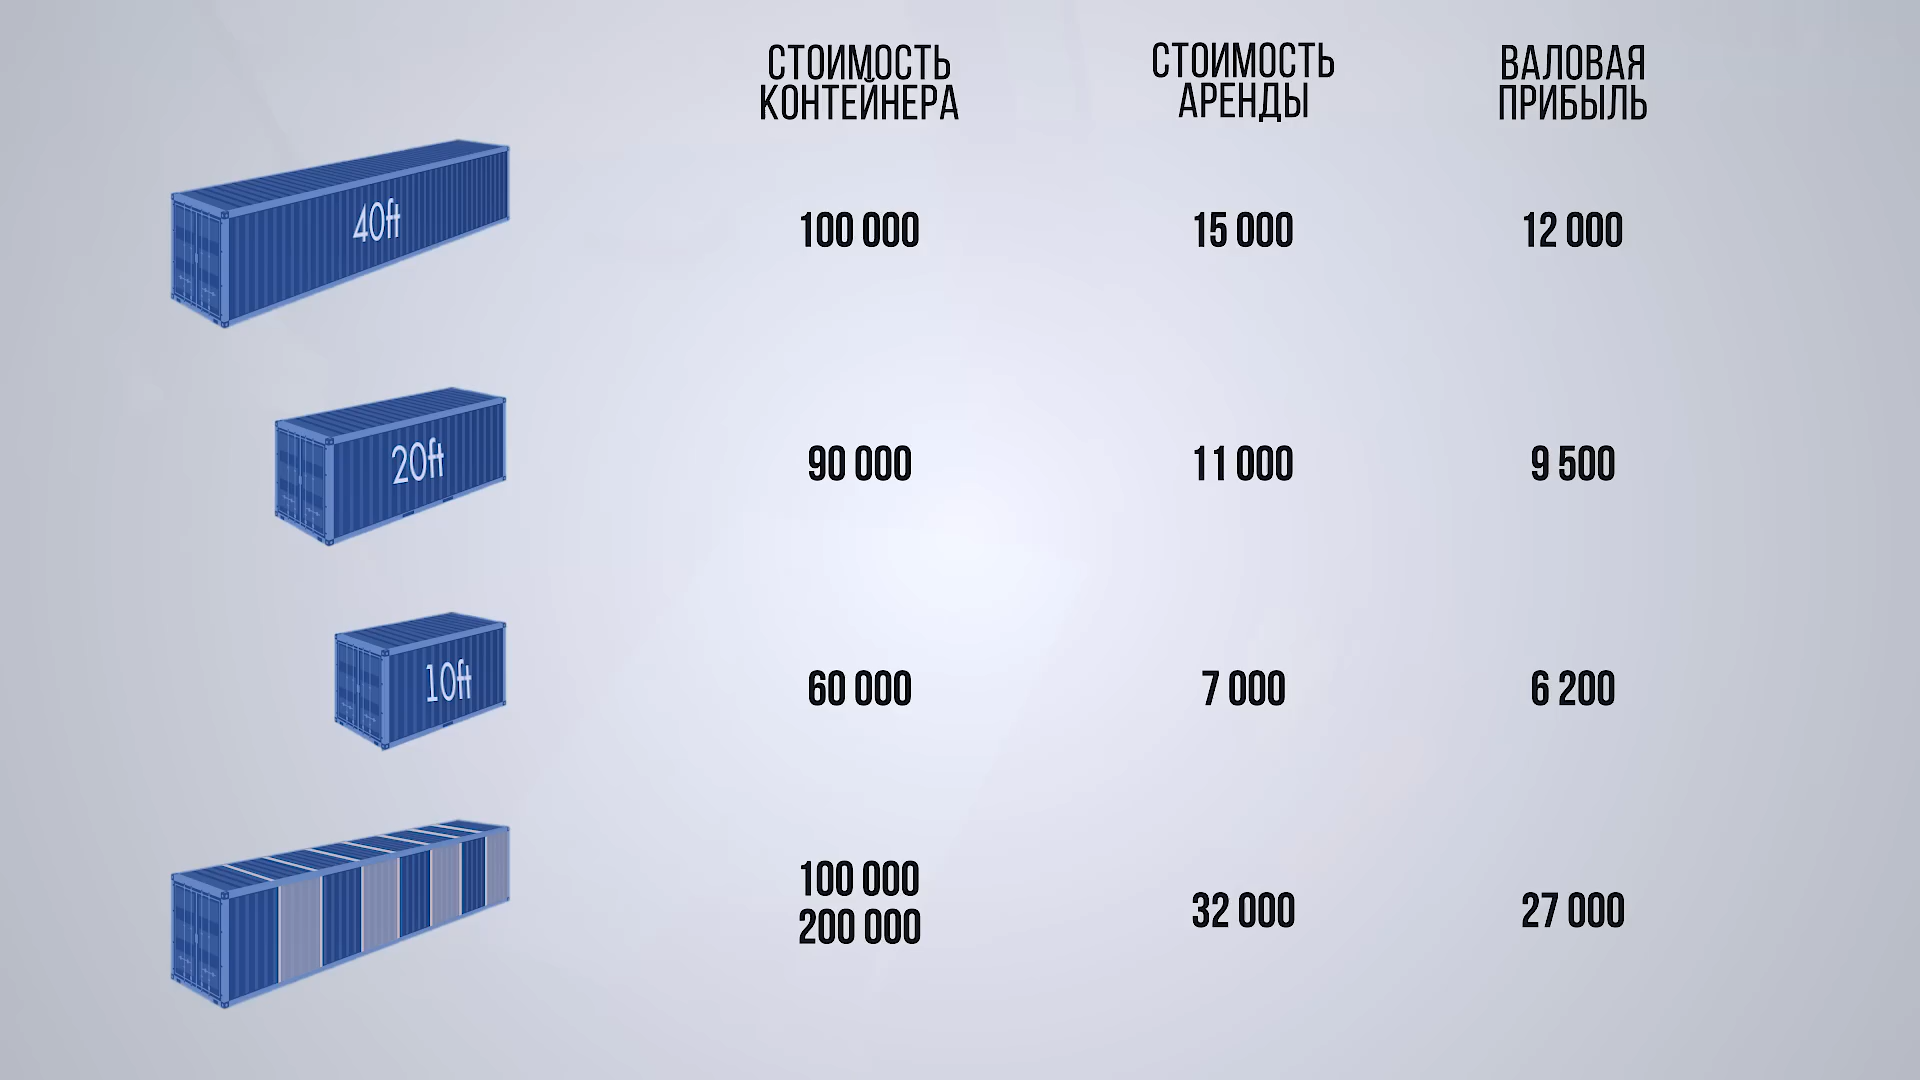 СТОИМОСТЬ
КОНТЕЙНЕРА
СТОИМОСТЬ
АРЕНДЫ
ВАЛОВАЯ
ПРИБЫЛЬ
40ft
100 000
15 000
12 000
20ft
90 000
11 000
9 500
10ft
60 000
7 000
6 200
100 000
200 000
32 000
27 000